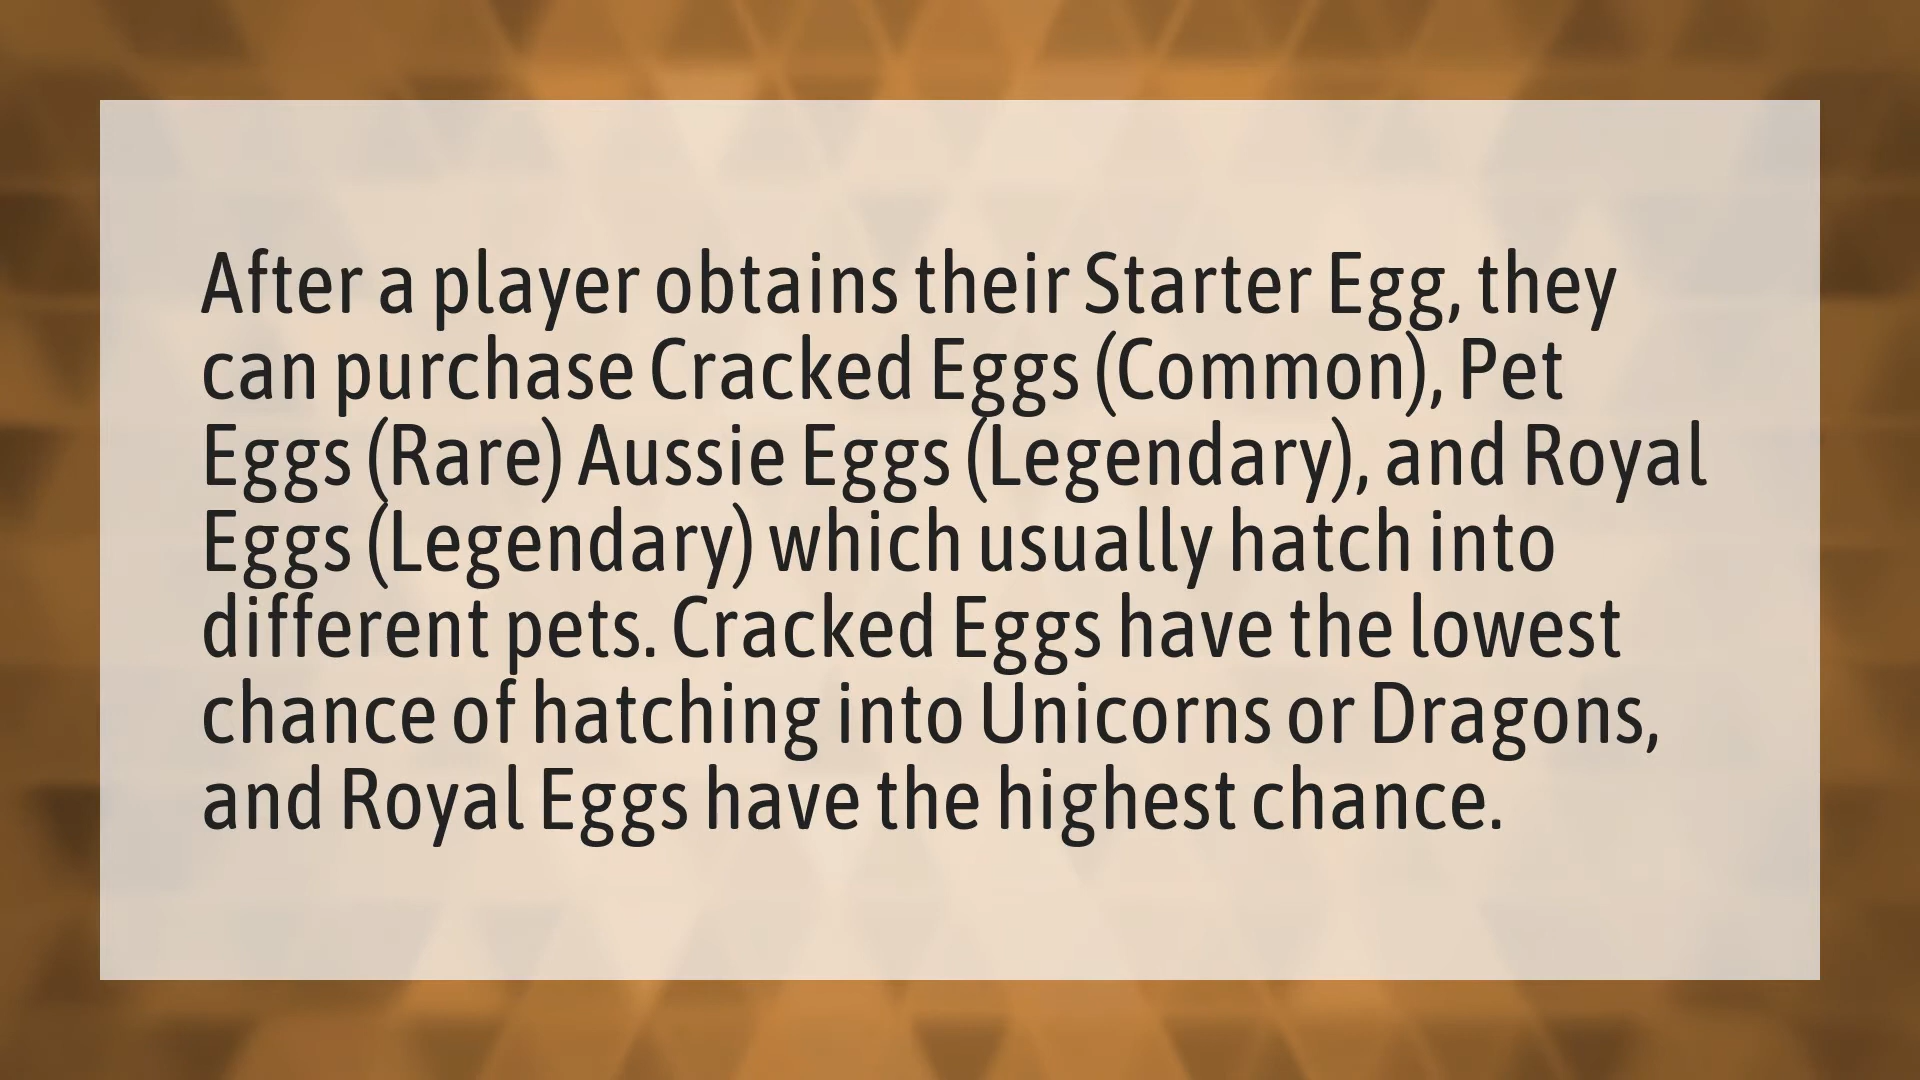 After a player obtains their Starter Egg, they
can purchase Cracked Eggs (Common), Pet
Eggs (Rare) Aussie Eggs (Legendary), and Royal
Eggs (Legendary) which usually hatch into
different pets. Cracked Eggs have the lowest
chance of hatching into Unicorns or Dragons,
and Royal Eggs have the highest chance.